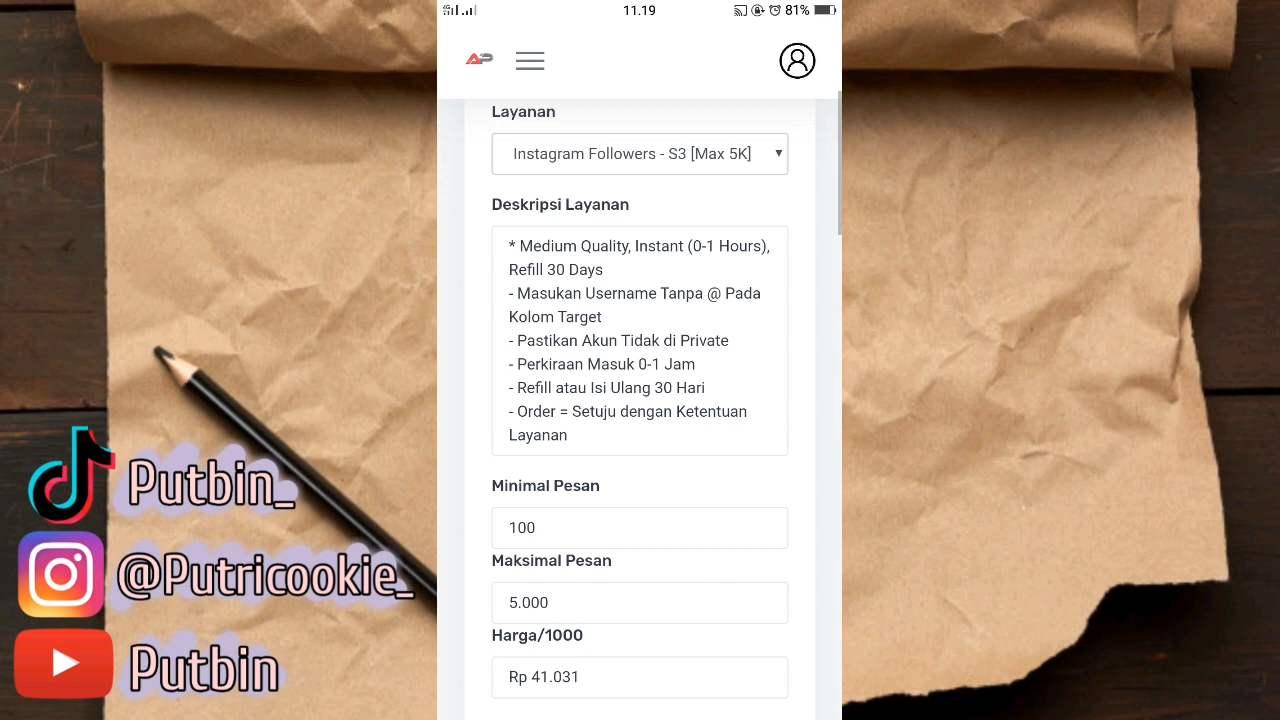 11.19
81%
AP
Layanan
Instagram Followers - S3 [Max 5K]
Deskripsi Layanan
* Medium Quality, Instant (0-1 Hours),
Refill 30 Days
- Masukan Username Tanpa @ Pada
Kolom Target
- Pastikan Akun Tidak di Private
- Perkiraan Masuk 0-1 Jam
- Refill atau Isi Ulang 30 Hari
- Order = Setuju dengan Ketentuan
Layanan
Minimal Pesan
100
Maksimal Pesan
5.000
Harga/1000
Rp 41.031
Putbin_
@Putricookie_
Putbin